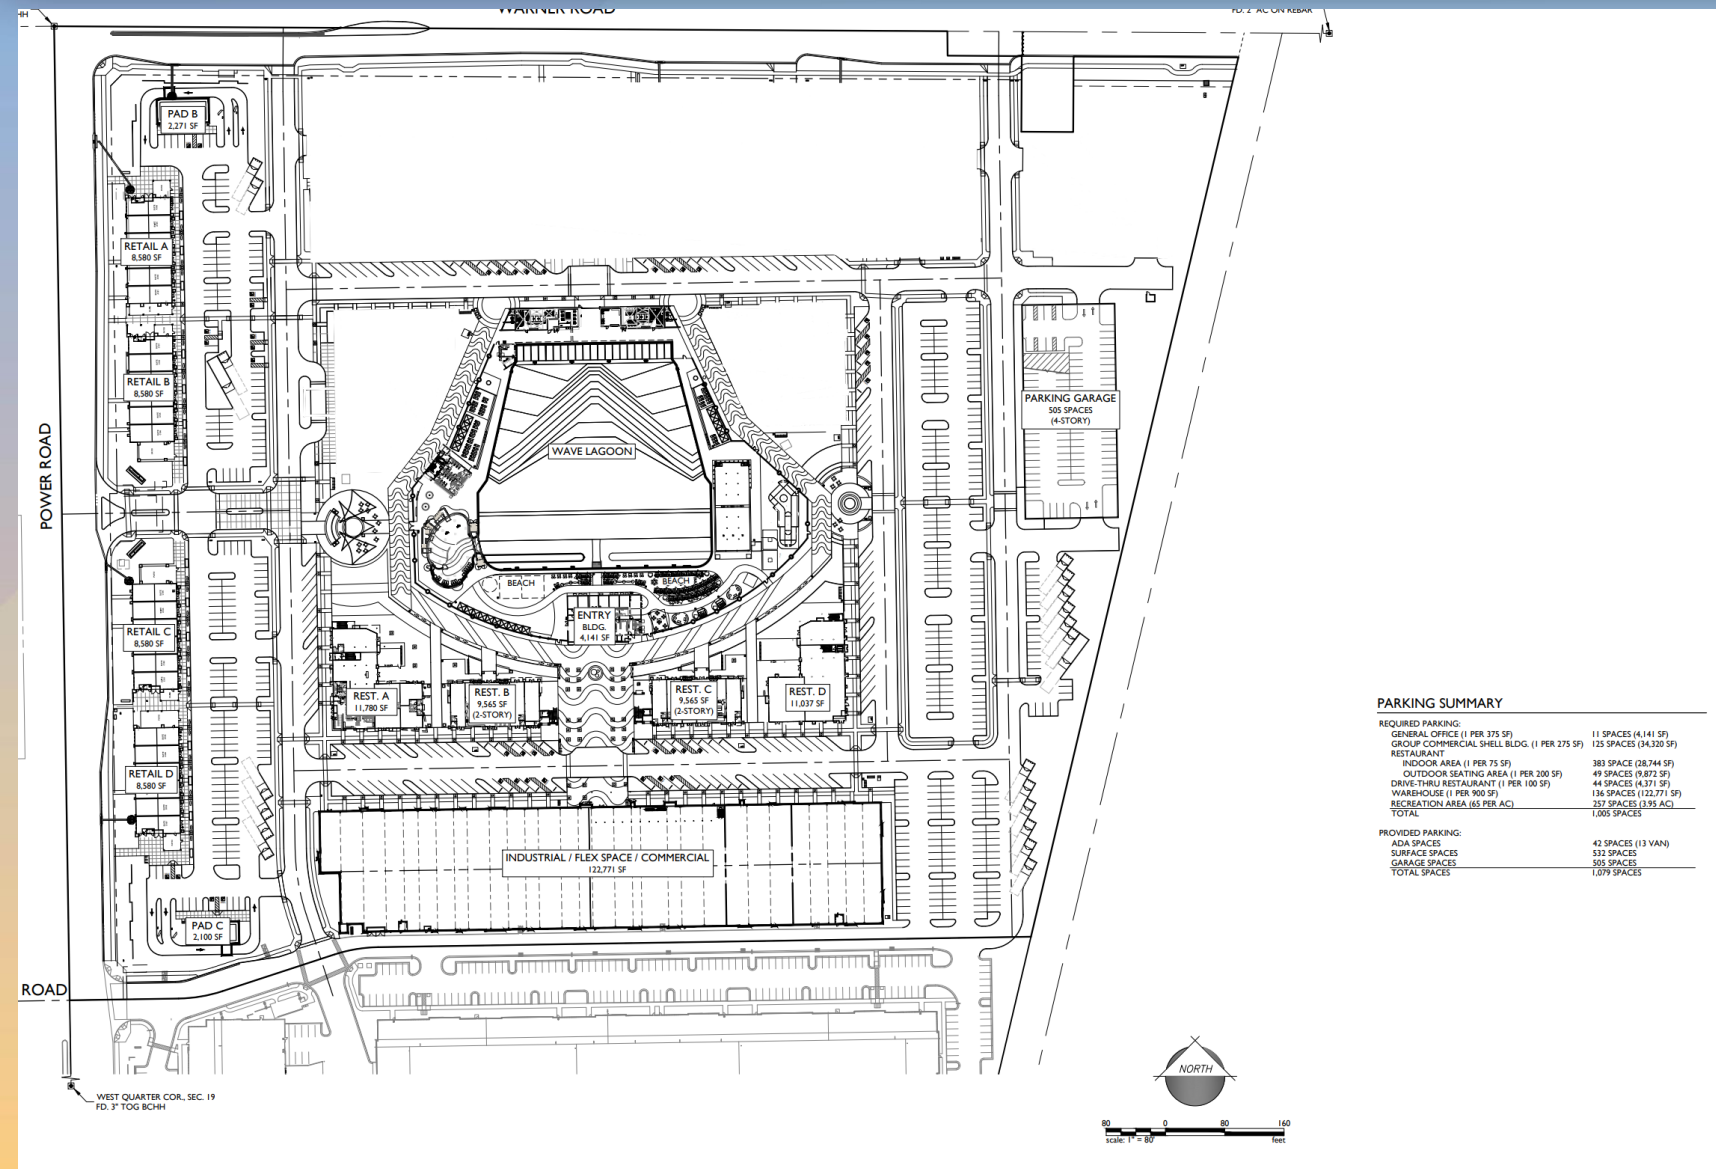 WARNER ROAD
FD. 2" AC ON REBAR
PAD B
2,271 SF
RETAIL A
8,580 SF
RETAIL B
8,580 SF
PARKING GARAGE
505 SPACES
(4-STORY)
WAVE LAGOON
POWER ROAD
BEACH
BEACH
ENTRY
BLDG.
4,141 SF
RETAIL C
8,580 SF
REST. A
11,780 SF
REST. B
9,565 SF
(2-STORY)
REST. C
9,565 SF
(2-STORY)
REST. D
11,037 SF
RETAIL D
8,580 SF
INDUSTRIAL / FLEX SPACE / COMMERCIAL
122,771 SF
PAD C
2,100 SF
ROAD
WEST QUARTER COR., SEC. 19
FD. 3" TOG BCHH
PARKING SUMMARY
REQUIRED PARKING:
GENERAL OFFICE (1 PER 375 SF) 11 SPACES (4,141 SF)
GROUP COMMERCIAL SHELL BLDG. (1 PER 275 SF) 125 SPACES (34,320 SF)
RESTAURANT
INDOOR AREA (1 PER 75 SF) 383 SPACE (28,744 SF)
OUTDOOR SEATING AREA (1 PER 200 SF) 49 SPACES (9,872 SF)
DRIVE-THRU RESTAURANT (1 PER 100 SF) 44 SPACES (4,371 SF)
WAREHOUSE (1 PER 900 SF) 136 SPACES (122,771 SF)
RECREATION AREA (65 PER AC) 257 SPACES (3.95 AC)
TOTAL 1,005 SPACES
PROVIDED PARKING:
ADA SPACES 42 SPACES (13 VAN)
SURFACE SPACES 532 SPACES
GARAGE SPACES 505 SPACES
TOTAL SPACES 1,079 SPACES
NORTH
80 0 80 160
scale: 1" = 80' feet